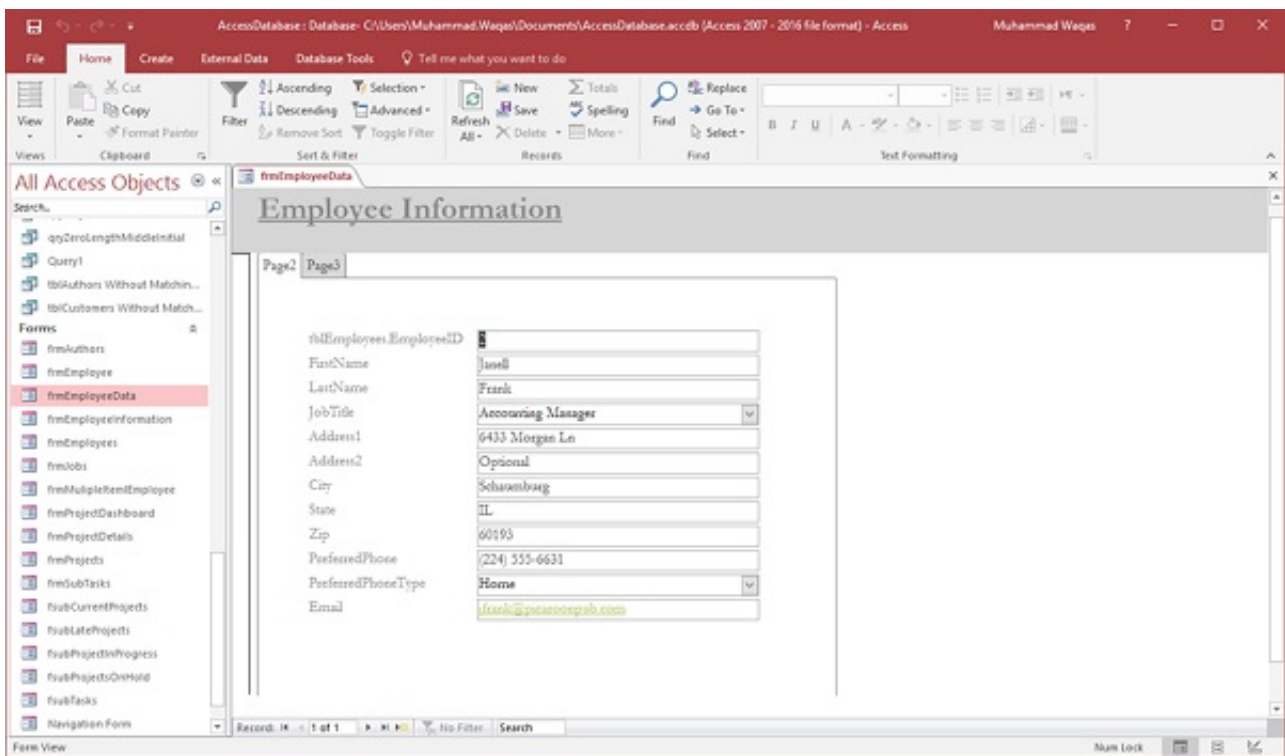 AccessDatabase : Database- C:\Users\Muhammad.Waqas\Documents\AccessDatabase.accdb (Access 2007 - 2016 file format) - Access Muhammad Waqas ?
File Home Create External Data Database Tools Tell me what you want to do
View
Views
Paste
Cut
Copy
Format Painter
Clipboard
Filter
Ascending
Descending
Remove Sort
Selection
Advanced
Toggle Filter
Sort & Filter
Refresh
All
New
Save
Delete
Totals
Spelling
More
Records
Find
Replace
Go To
Select
Find
B I U A
Text Formatting
All Access Objects
Search..
qryZeroLengthMiddleInitial
Query1
tblAuthors Without Matchin...
tblCustomers Without Match...
Forms
frmAuthors
frmEmployee
frmEmployeeData
frmEmployeeInformation
frmEmployees
frmJobs
frmMulipleItemEmployee
frmProjectDashboard
frmProjectDetails
frmProjects
frmSubTasks
fsubCurrentProjects
fsubLateProjects
fsubProjectInProgress
fsubProjectsOnHold
fsubTasks
Navigation Form
frmEmployeeData
Employee Information
Page2 Page3
tblEmployees.EmployeeID 2
FirstName Janell
LastName Frank
JobTitle Accounting Manager
Address1 6433 Morgan Ln
Address2 Optional
City Schaumburg
State IL
Zip 60193
PreferredPhone (224) 555-6631
PreferredPhoneType Home
Email
Record: 1 of 1 No Filter Search
Form View Num Lock